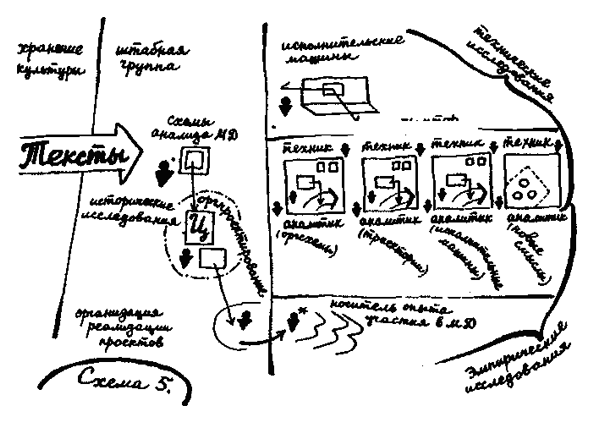 хранение
культуры
штабная
группа
исполнительские
машины
технические
исследования
схемы
анализа МД
Тексты
техник
техник
техник
техник
исторические
исследования
Ц
оргпроектирование
аналитик
(оргсхемы)
аналитик
(траектории)
аналитик
(исполнительные
машины)
аналитик
(новые
смыслы)
организация
реализации
проектов
*
носитель опыта
участия в МД
Эмпирические
исследования
Схема 5.